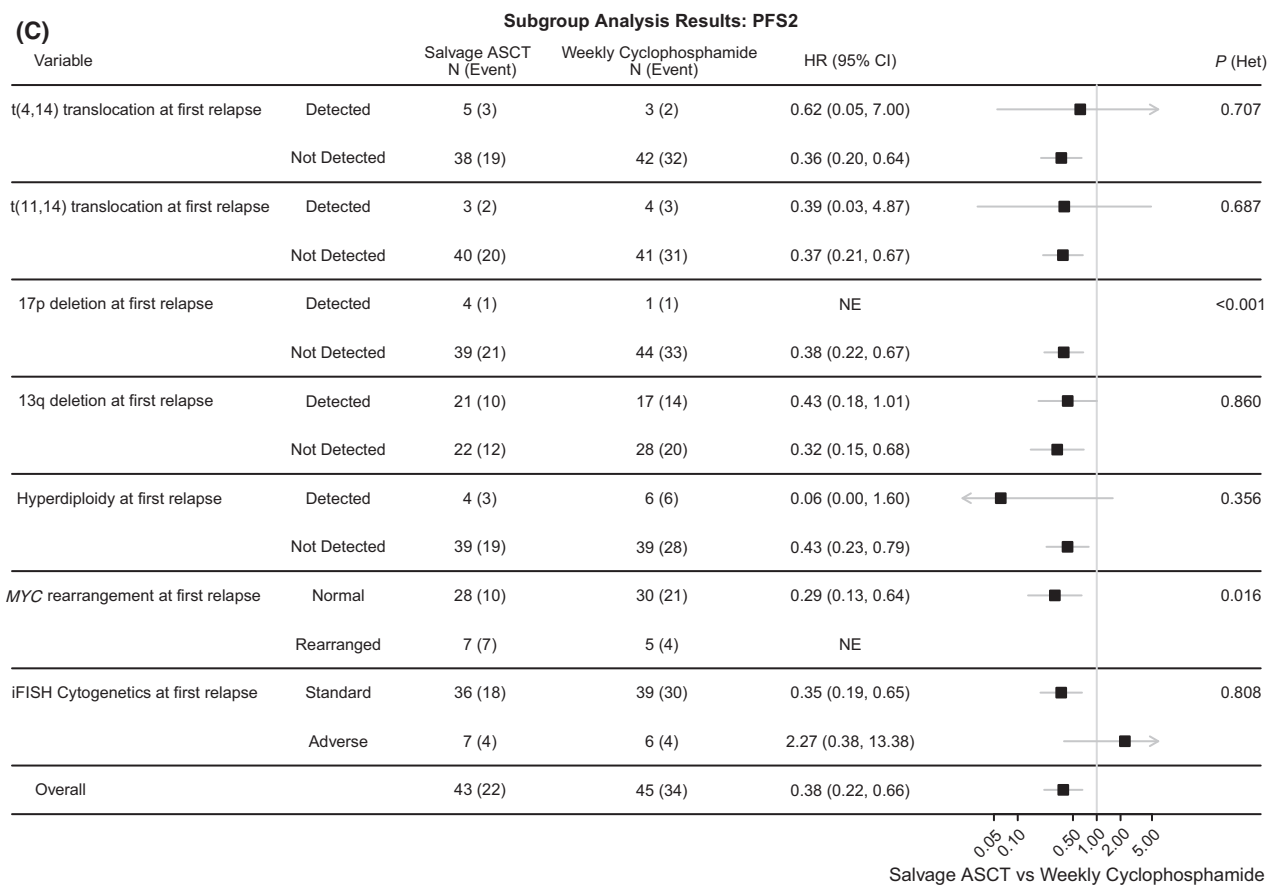 (C)
Subgroup Analysis Results: PFS2
Variable Salvage ASCT N (Event) Weekly Cyclophosphamide N (Event) HR (95% CI) P (Het)
t(4,14) translocation at first relapse Detected 5 (3) 3 (2) 0.62 (0.05, 7.00) 0.707
Not Detected 38 (19) 42 (32) 0.36 (0.20, 0.64)
t(11,14) translocation at first relapse Detected 3 (2) 4 (3) 0.39 (0.03, 4.87) 0.687
Not Detected 40 (20) 41 (31) 0.37 (0.21, 0.67)
17p deletion at first relapse Detected 4 (1) 1 (1) NE <0.001
Not Detected 39 (21) 44 (33) 0.38 (0.22, 0.67)
13q deletion at first relapse Detected 21 (10) 17 (14) 0.43 (0.18, 1.01) 0.860
Not Detected 22 (12) 28 (20) 0.32 (0.15, 0.68)
Hyperdiploidy at first relapse Detected 4 (3) 6 (6) 0.06 (0.00, 1.60) 0.356
Not Detected 39 (19) 39 (28) 0.43 (0.23, 0.79)
MYC rearrangement at first relapse Normal 28 (10) 30 (21) 0.29 (0.13, 0.64) 0.016
Rearranged 7 (7) 5 (4) NE
iFISH Cytogenetics at first relapse Standard 36 (18) 39 (30) 0.35 (0.19, 0.65) 0.808
Adverse 7 (4) 6 (4) 2.27 (0.38, 13.38)
Overall 43 (22) 45 (34) 0.38 (0.22, 0.66)
0.05 0.10 0.50 1.00 2.00 5.00
Salvage ASCT vs Weekly Cyclophosphamide